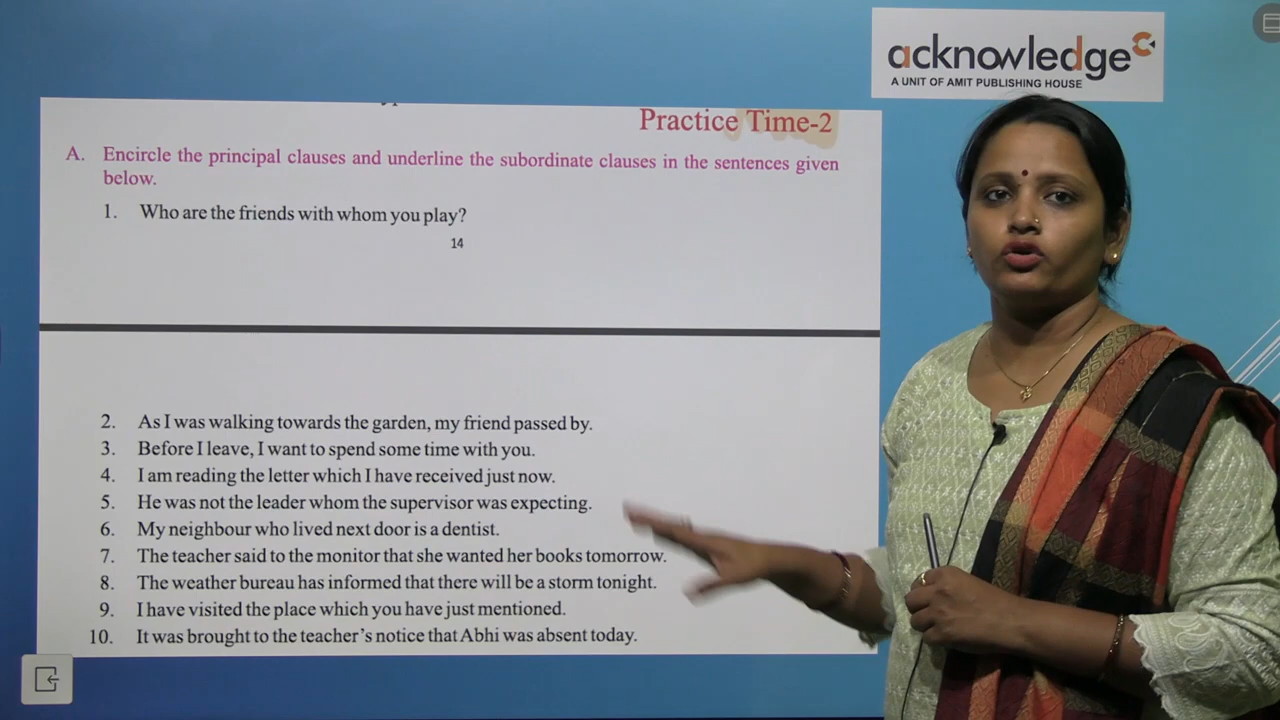 acknowledge
A UNIT OF AMIT PUBLISHING HOUSE
Practice Time-2
A. Encircle the principal clauses and underline the subordinate clauses in the sentences given
below.
1. Who are the friends with whom you play?
14
2. As I was walking towards the garden, my friend passed by.
3. Before I leave, I want to spend some time with you.
4. I am reading the letter which I have received just now.
5. He was not the leader whom the supervisor was expecting.
6. My neighbour who lived next door is a dentist.
7. The teacher said to the monitor that she wanted her books tomorrow.
8. The weather bureau has informed that there will be a storm tonight.
9. I have visited the place which you have just mentioned.
10. It was brought to the teacher's notice that Abhi was absent today.